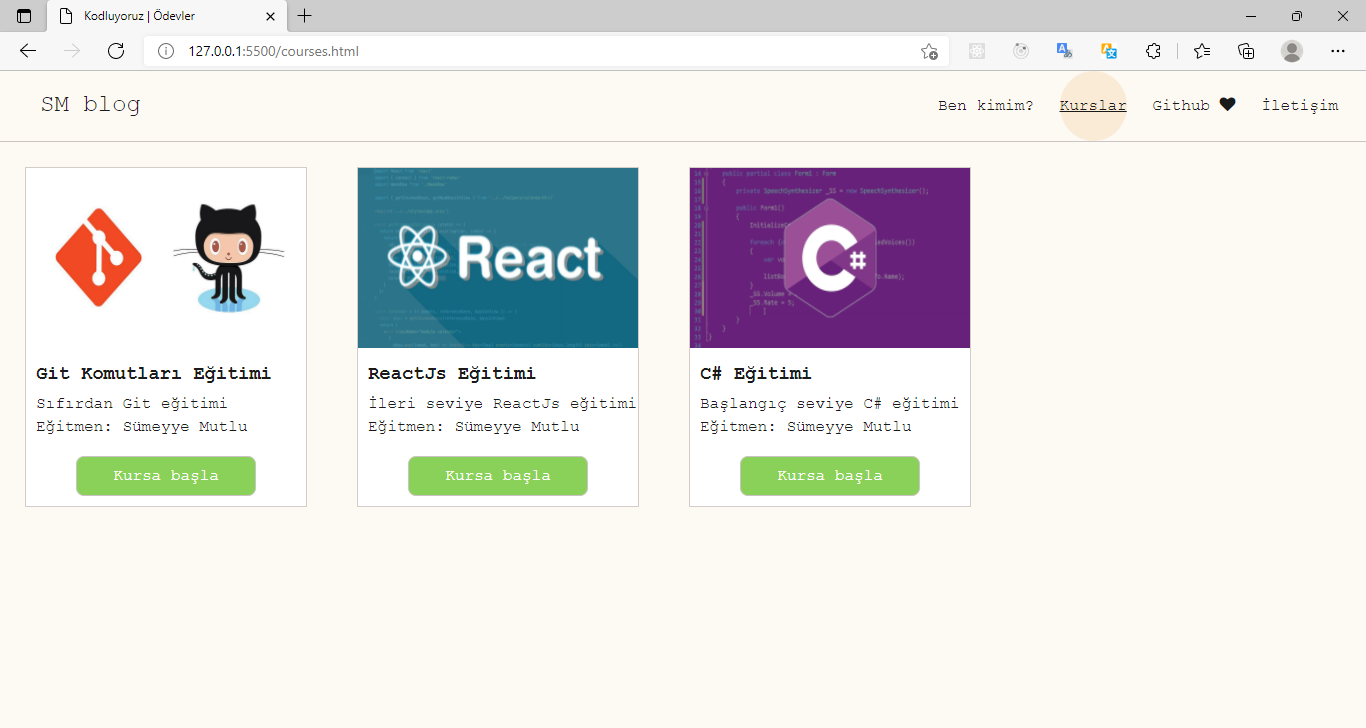 Kodluyoruz | Ödevler
127.0.0.1:5500/courses.html
SM blog
Ben kimim? Kurslar Github ♥ İletişim
React
C#
Git Komutları Eğitimi
Sıfırdan Git eğitimi
Eğitmen: Sümeyye Mutlu
Kursa başla
ReactJs Eğitimi
İleri seviye ReactJs eğitimi
Eğitmen: Sümeyye Mutlu
Kursa başla
C# Eğitimi
Başlangıç seviye C# eğitimi
Eğitmen: Sümeyye Mutlu
Kursa başla